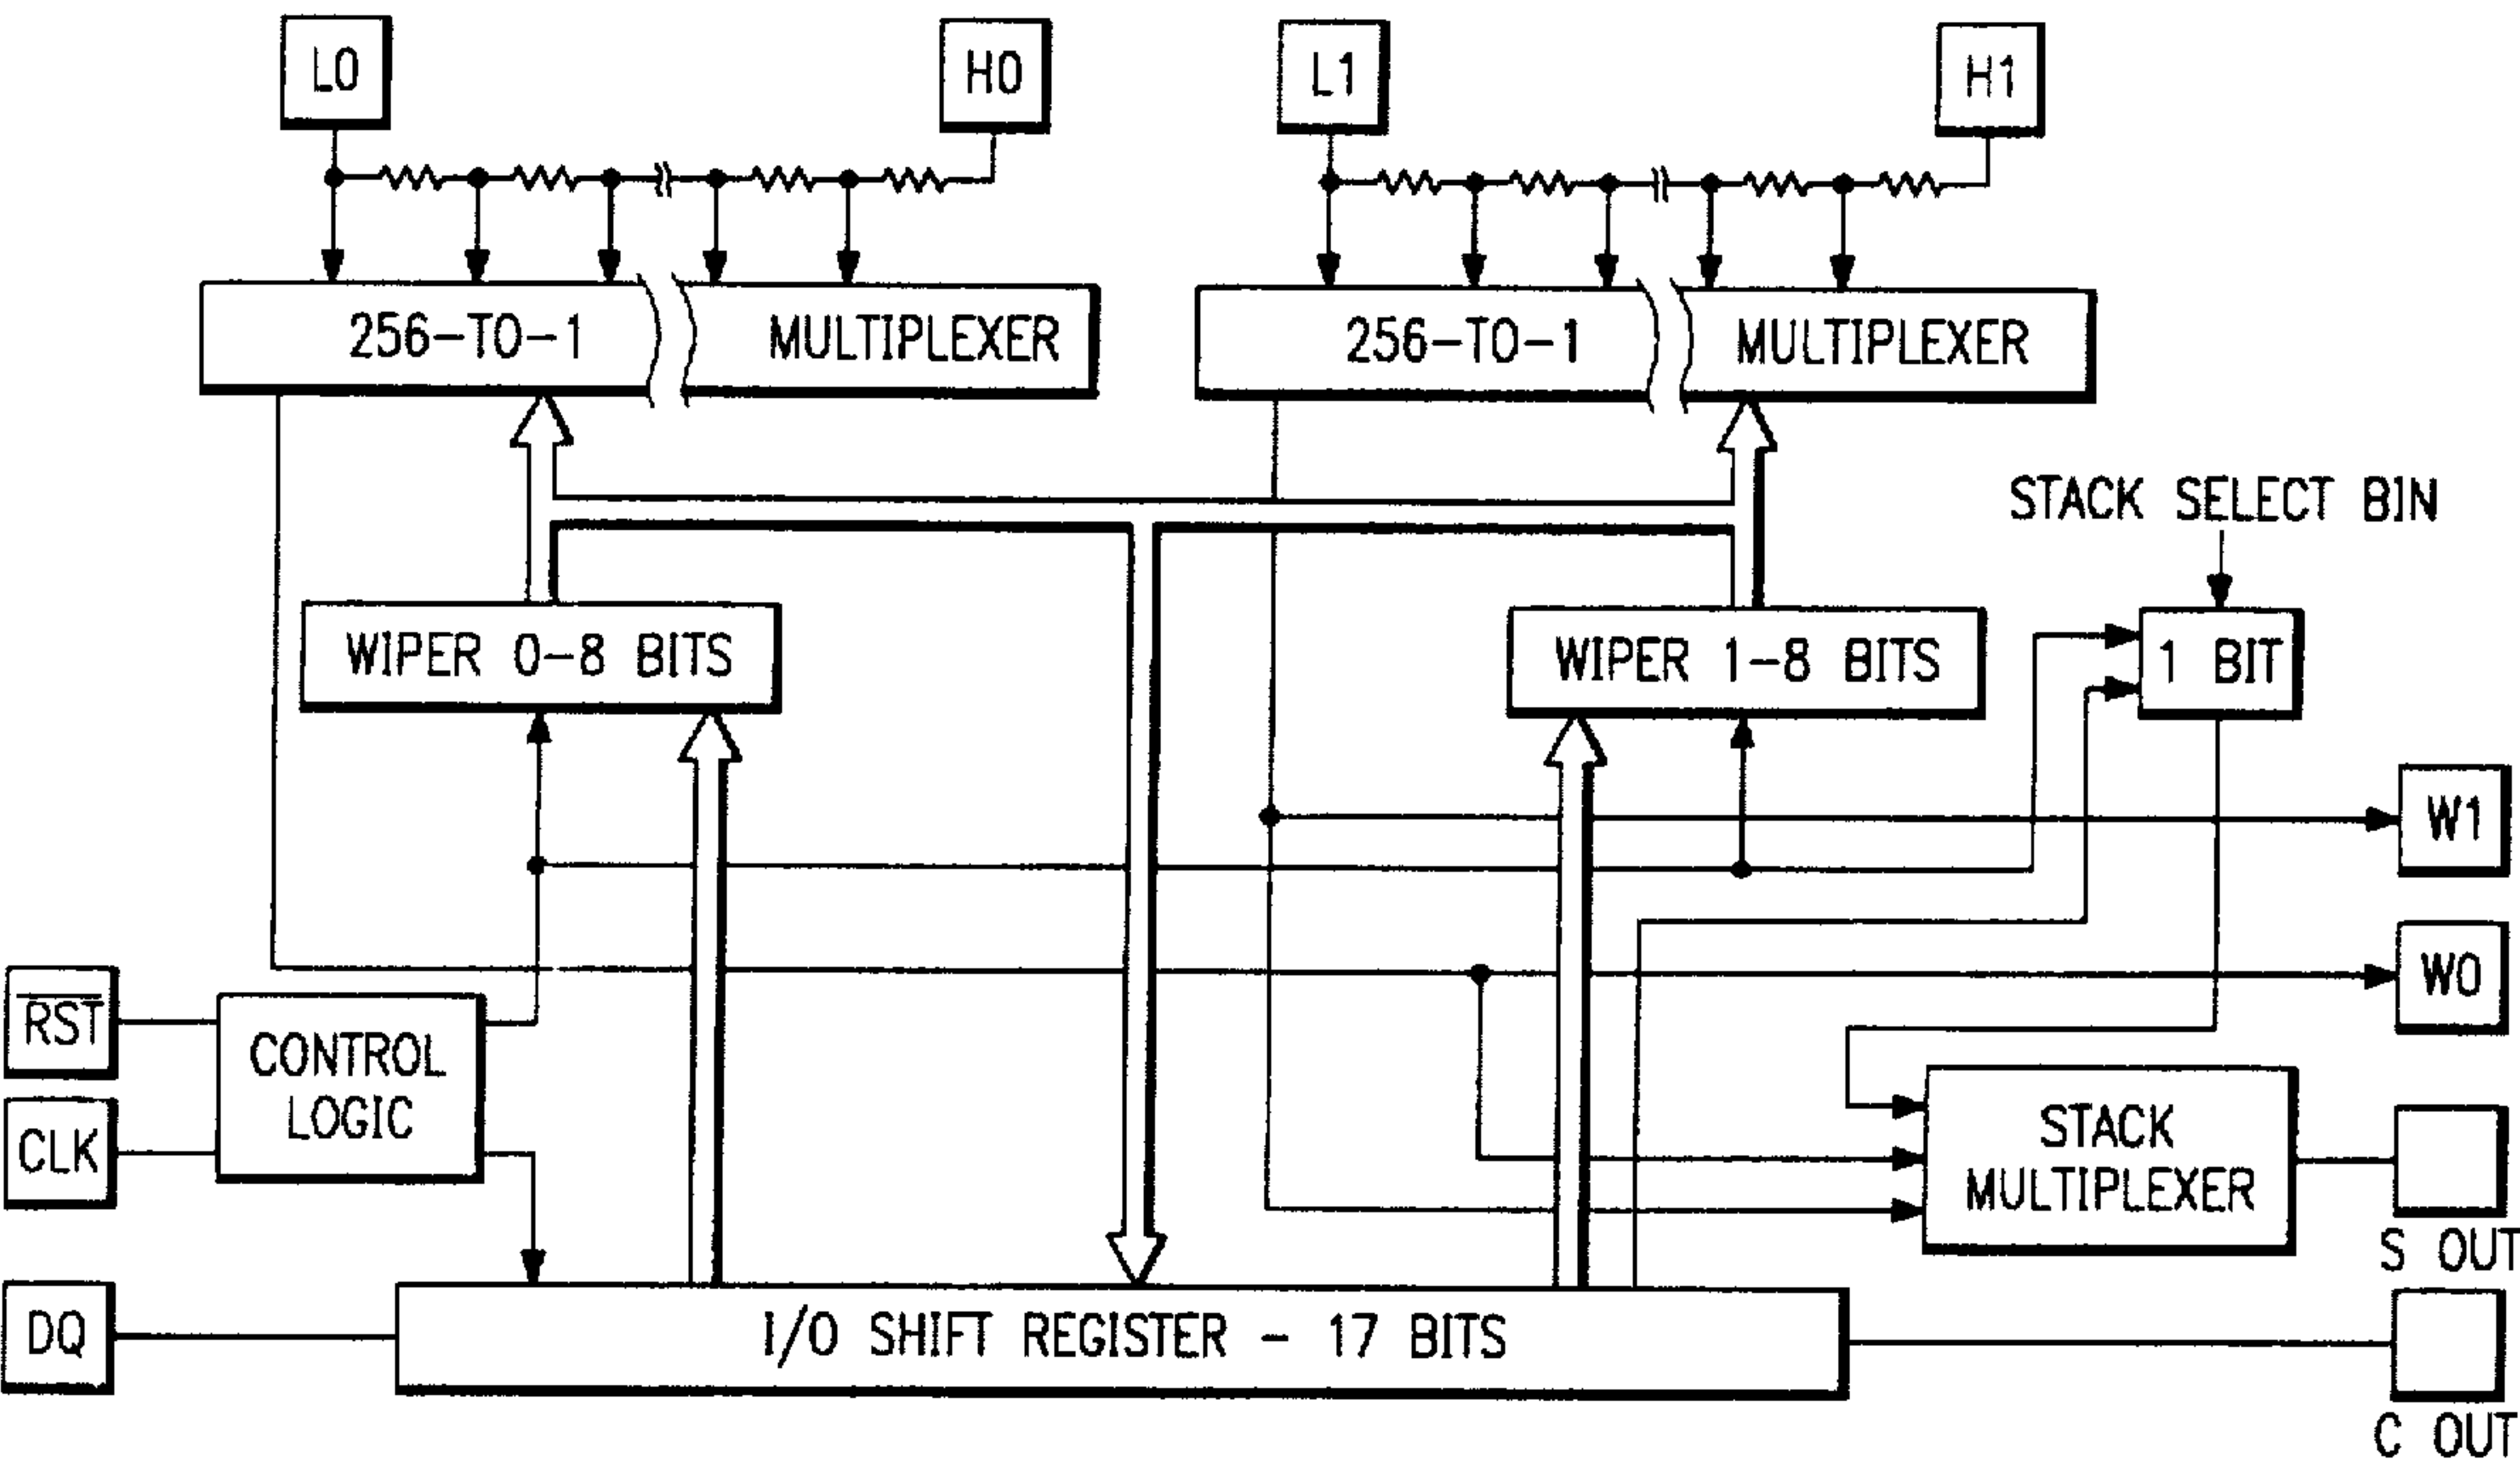 L0
H0
L1
H1
256-TO-1 MULTIPLEXER
256-TO-1 MULTIPLEXER
STACK SELECT BIN
WIPER 0-8 BITS
WIPER 1-8 BITS
1 BIT
W1
W0
RST
CONTROL
LOGIC
CLK
STACK
MULTIPLEXER
S OUT
DQ
I/O SHIFT REGISTER - 17 BITS
C OUT